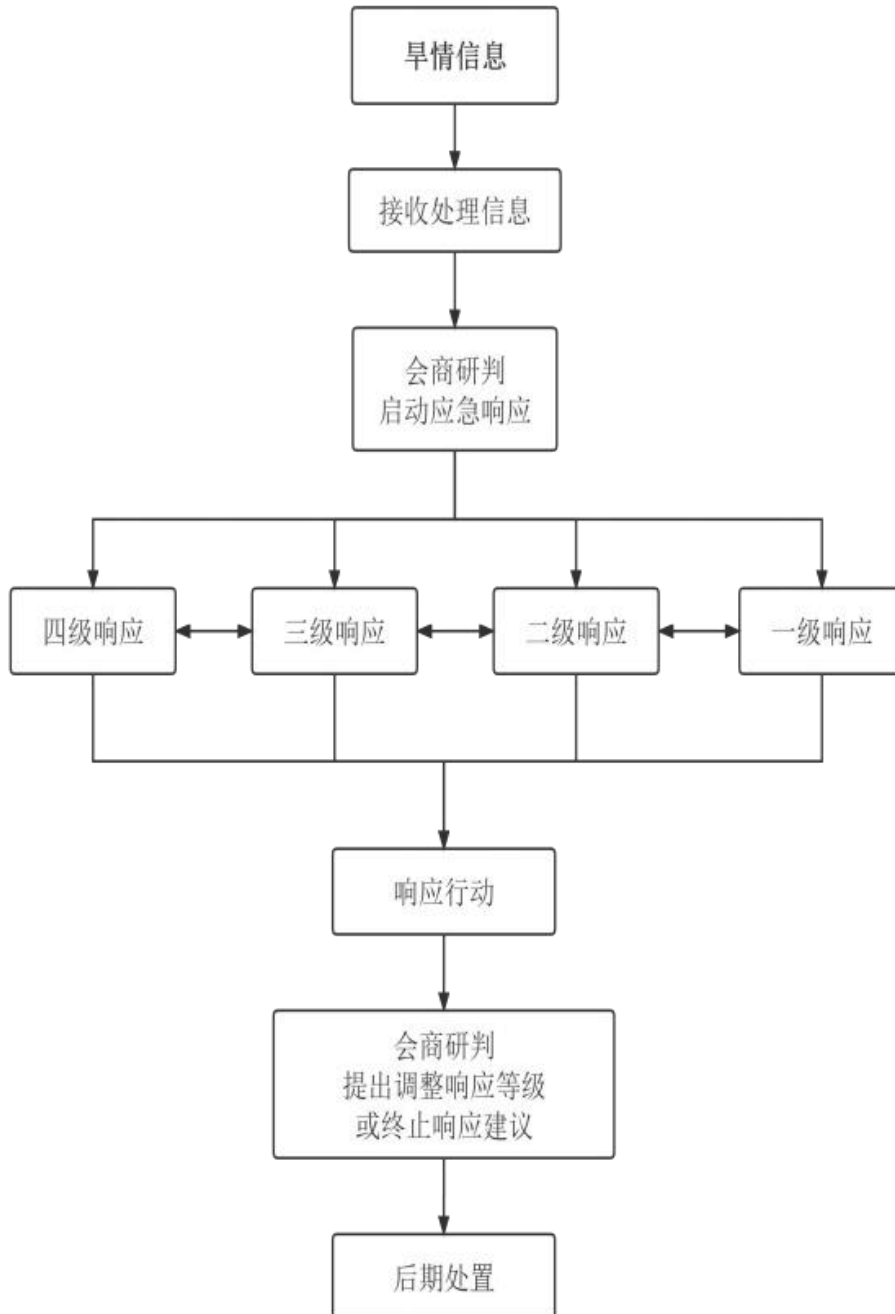 旱情信息
接收处理信息
会商研判
启动应急响应
四级响应
三级响应
二级响应
一级响应
响应行动
会商研判
提出调整响应等级
或终止响应建议
后期处置